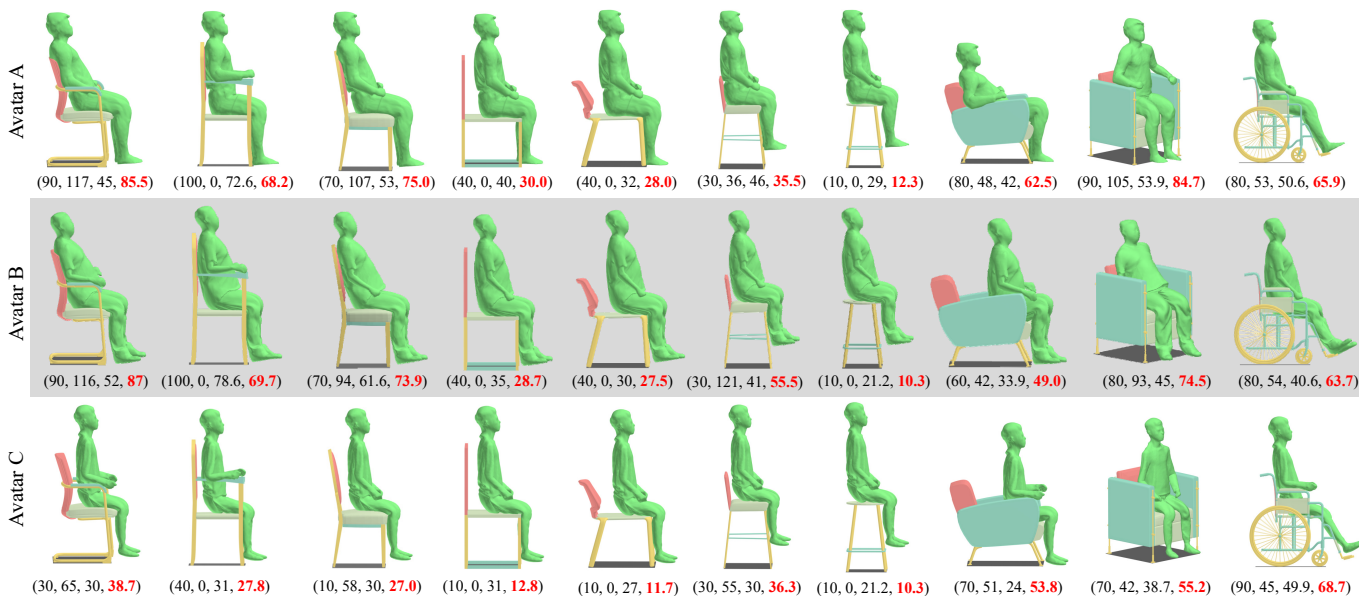 Avatar A
(90, 117, 45, 85.5) (100, 0, 72.6, 68.2) (70, 107, 53, 75.0) (40, 0, 40, 30.0) (40, 0, 32, 28.0) (30, 36, 46, 35.5) (10, 0, 29, 12.3) (80, 48, 42, 62.5) (90, 105, 53.9, 84.7) (80, 53, 50.6, 65.9)
Avatar B
(90, 116, 52, 87) (100, 0, 78.6, 69.7) (70, 94, 61.6, 73.9) (40, 0, 35, 28.7) (40, 0, 30, 27.5) (30, 121, 41, 55.5) (10, 0, 21.2, 10.3) (60, 42, 33.9, 49.0) (80, 93, 45, 74.5) (80, 54, 40.6, 63.7)
Avatar C
(30, 65, 30, 38.7) (40, 0, 31, 27.8) (10, 58, 30, 27.0) (10, 0, 31, 12.8) (10, 0, 27, 11.7) (30, 55, 30, 36.3) (10, 0, 21.2, 10.3) (70, 51, 24, 53.8) (70, 42, 38.7, 55.2) (90, 45, 49.9, 68.7)